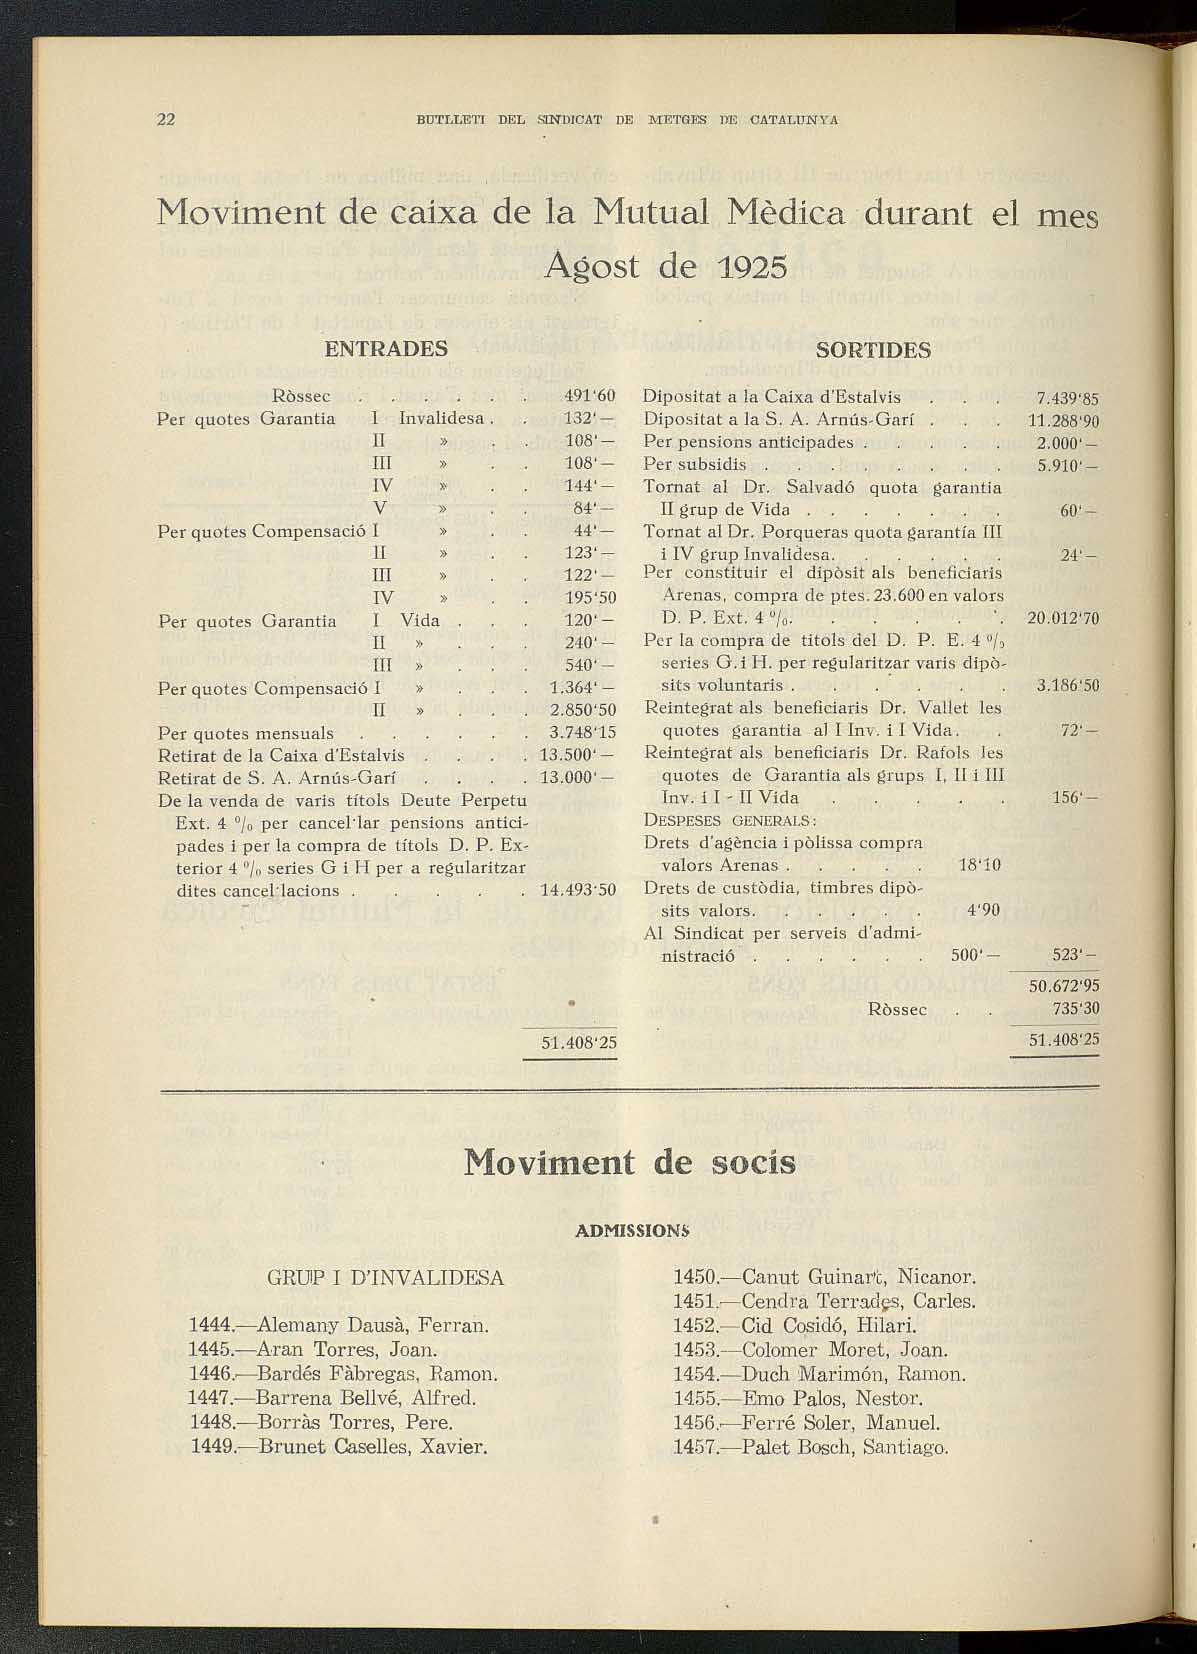 22
BUTLLETI DEL SINDICAT DE METGES DE CATALUNYA
Moviment de caixa de la Mutual Mèdica durant el mes
Agost de 1925
ENTRADES
Ròssec . . . . . . 491'60
Per quotes Garantia I Invalidesa . . 132'—
II » . . 108'—
III » . . 108'—
IV » . . 144'—
V » . . 84'—
Per quotes Compensació I » . . 44'—
II » . . 123'—
III » . . 122'—
IV » . . 195'50
Per quotes Garantia I Vida . . . 120'—
II » . . . 240'—
III » . . . 540'—
Per quotes Compensació I » . . . 1.364'—
II » . . . 2.850'50
Per quotes mensuals . . . . . . 3.748'15
Retirat de la Caixa d'Estalvis . . . . 13.500'—
Retirat de S. A. Arnús-Garí . . . . 13.000'—
De la venda de varis títols Deute Perpetu
Ext. 4 % per cancel·lar pensions antici-
pades i per la compra de títols D. P. Ex-
terior 4 % series G i H per a regularitzar
dites cancel·lacions . . . . . . 14.493'50
51.408'25
SORTIDES
Dipositat a la Caixa d'Estalvis . . . 7.439'85
Dipositat a la S. A. Arnús-Garí . . . 11.288'90
Per pensions anticipades . . . . . 2.000'—
Per subsidis . . . . . . . . 5.910'—
Tornat al Dr. Salvadó quota garantia
II grup de Vida . . . . . . . 60'—
Tornat al Dr. Porqueras quota garantía III
i IV grup Invalidesa. . . . . . 24'—
Per constituir el dipòsit als beneficiaris
Arenas, compra de ptes. 23.600 en valors
D. P. Ext. 4 %. . . . . . . 20.012'70
Per la compra de titols del D. P. E. 4 %
series G. i H. per regularitzar varis dipò-
sits voluntaris . . . . . . . 3.186'50
Reintegrat als beneficiaris Dr. Vallet les
quotes garantia al I Inv. i I Vida. . 72'—
Reintegrat als beneficiaris Dr. Rafols les
quotes de Garantia als grups I, II i III
Inv. i I - II Vida . . . . . 156'—
DESPESES GENERALS:
Drets d'agència i pòlissa compra
valors Arenas . . . . . 18'10
Drets de custòdia, timbres dipò-
sits valors. . . . . . 4'90
Al Sindicat per serveis d'admi-
nistració . . . . . . 500'— 523'—
50.672'95
Ròssec . . 735'30
51.408'25
Moviment de socis
ADMISSIONS
GRUP I D'INVALIDESA
1444.—Alemany Dausà, Ferran.
1445.—Aran Torres, Joan.
1446.—Bardés Fàbregas, Ramon.
1447.—Barrena Bellvé, Alfred.
1448.—Borràs Torres, Pere.
1449.—Brunet Caselles, Xavier.
1450.—Canut Guinart, Nicanor.
1451.—Cendra Terrades, Carles.
1452.—Cid Cosidó, Hilari.
1453.—Colomer Moret, Joan.
1454.—Duch Marimón, Ramon.
1455.—Emo Palos, Nestor.
1456.—Ferré Soler, Manuel.
1457.—Palet Bosch, Santiago.